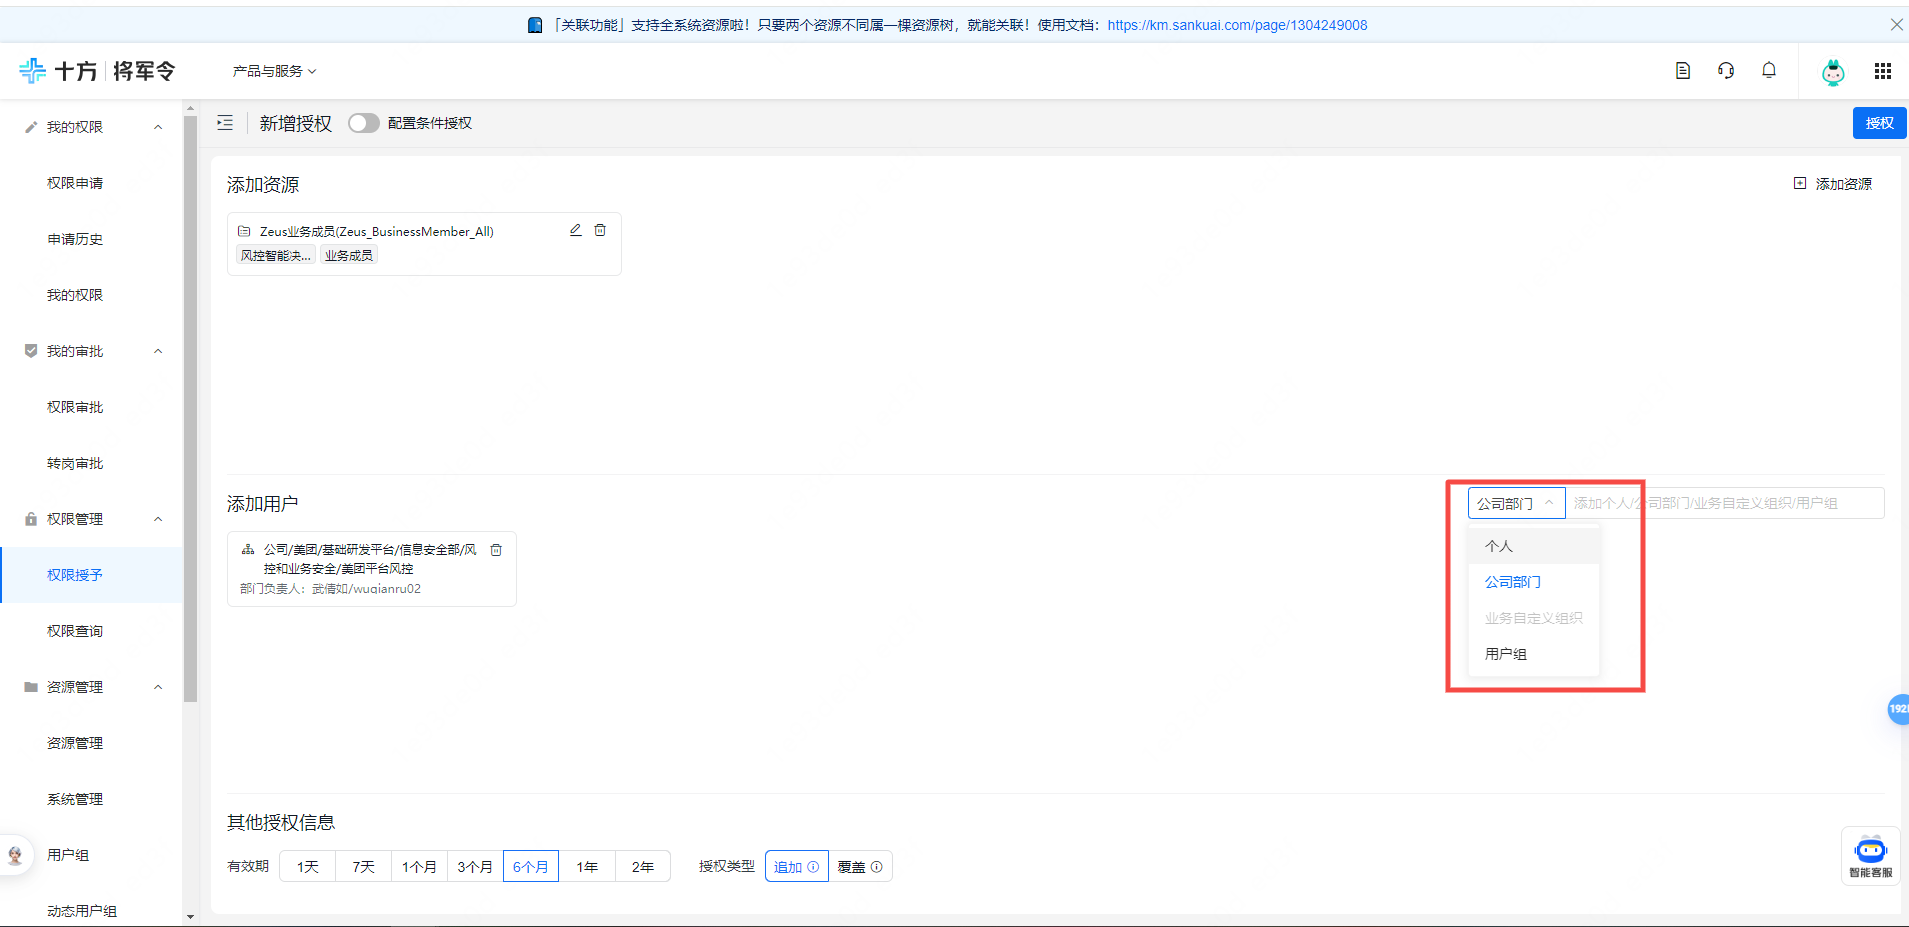 「关联功能」支持全系统资源啦！只要两个资源不同属一棵资源树，就能关联！使用文档：https://km.sankuai.com/page/1304249008
十方 将军令
产品与服务
我的权限
权限申请
申请历史
我的权限
我的审批
权限审批
转岗审批
权限管理
权限授予
权限查询
资源管理
资源管理
系统管理
用户组
动态用户组
新增授权
配置条件授权
授权
添加资源
添加资源
Zeus业务成员(Zeus_BusinessMember_All)
风控智能决... 业务成员
添加用户
公司部门
添加个人/公司部门/业务自定义组织/用户组
个人
公司部门
业务自定义组织
用户组
公司/美团/基础研发平台/信息安全部/风
控和业务安全/美团平台风控
部门负责人：武倩如/wuqianru02
其他授权信息
有效期 1天 7天 1个月 3个月 6个月 1年 2年
授权类型 追加 覆盖
智能客服